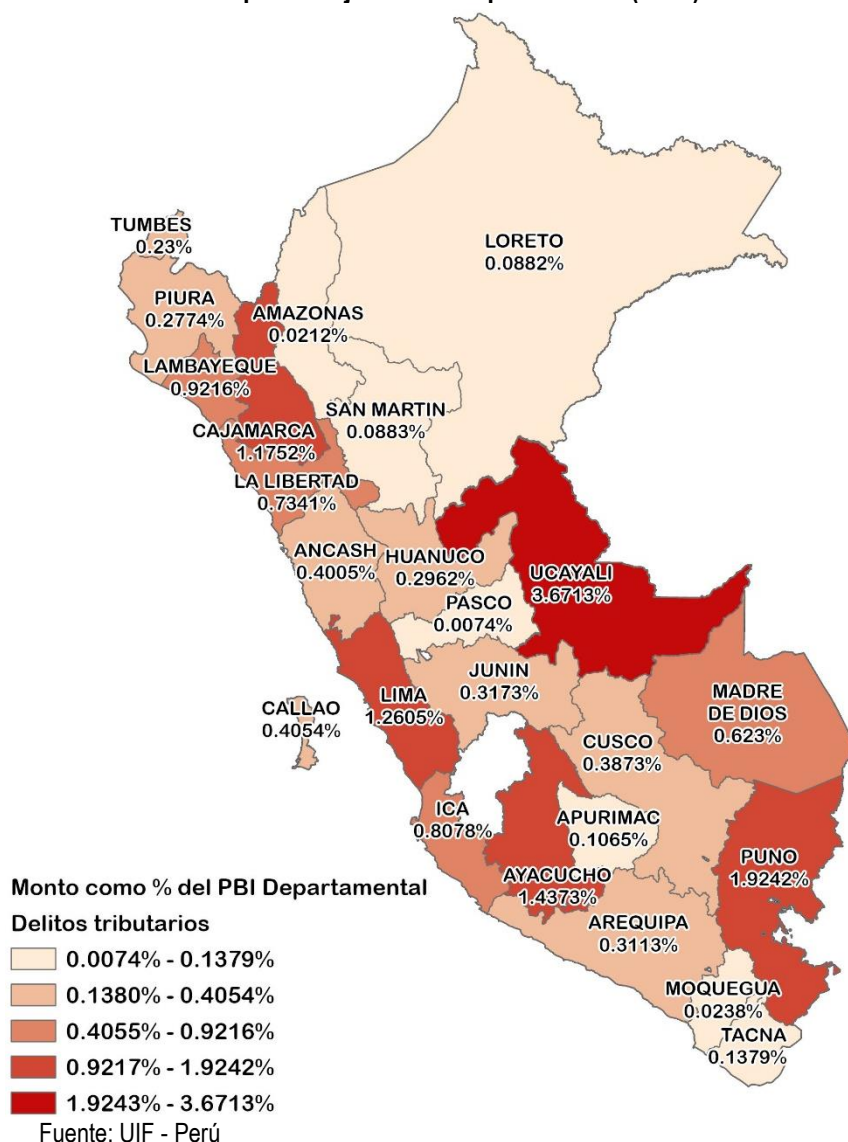 TUMBES
0.23%
LORETO
0.0882%
PIURA
0.2774%
AMAZONAS
0.0212%
LAMBAYEQUE
0.9216%
SAN MARTIN
0.0883%
CAJAMARCA
1.1752%
LA LIBERTAD
0.7341%
ANCASH
0.4005%
HUANUCO
0.2962%
UCAYALI
3.6713%
PASCO
0.0074%
JUNIN
0.3173%
LIMA
1.2605%
CALLAO
0.4054%
MADRE
DE DIOS
0.623%
CUSCO
0.3873%
ICA
0.8078%
APURIMAC
0.1065%
AYACUCHO
1.4373%
PUNO
1.9242%
AREQUIPA
0.3113%
MOQUEGUA
0.0238%
TACNA
0.1379%
Monto como % del PBI Departamental
Delitos tributarios
0.0074% - 0.1379%
0.1380% - 0.4054%
0.4055% - 0.9216%
0.9217% - 1.9242%
1.9243% - 3.6713%
Fuente: UIF - Perú